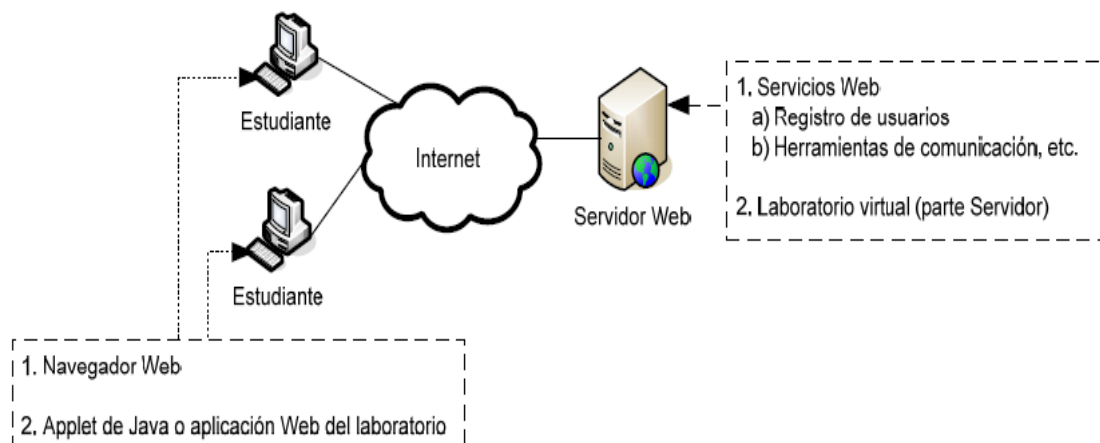 Estudiante
Internet
Estudiante
Servidor Web
1. Servicios Web
a) Registro de usuarios
b) Herramientas de comunicación, etc.
2. Laboratorio virtual (parte Servidor)
1. Navegador Web
2. Applet de Java o aplicación Web del laboratorio